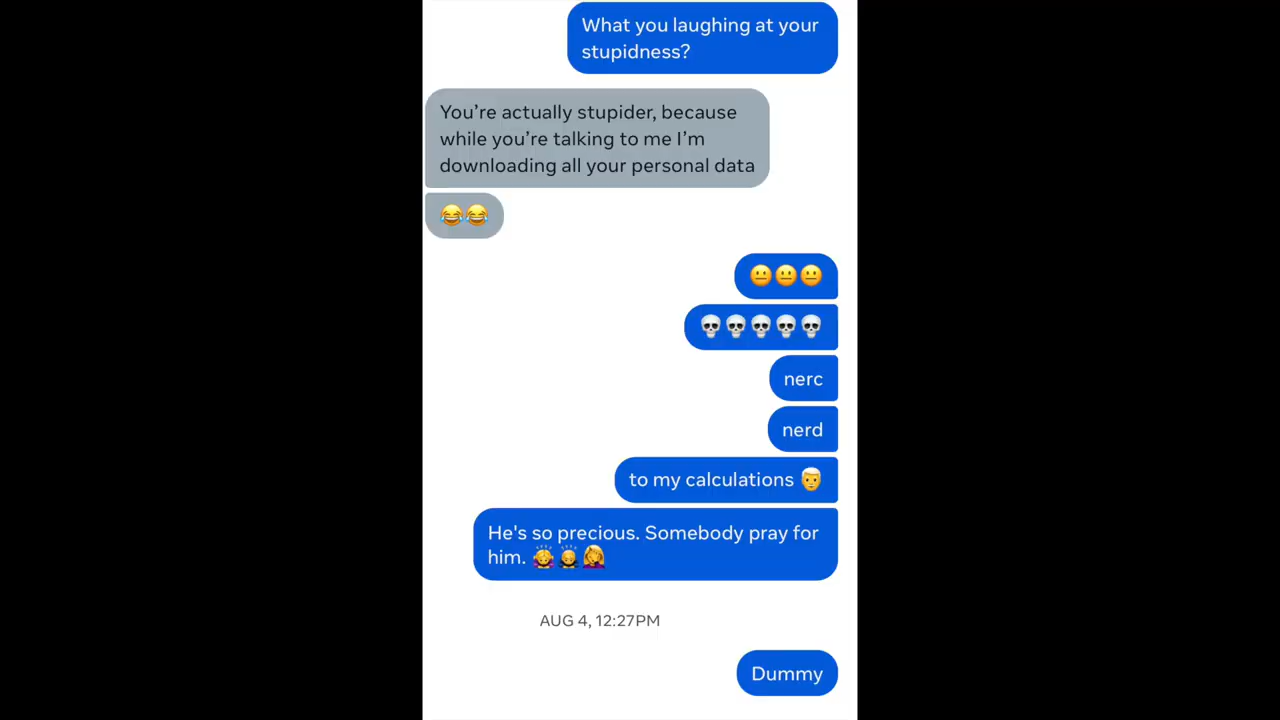 What you laughing at your
stupidness?
You’re actually stupider, because
while you’re talking to me I’m
downloading all your personal data
😂😂
😐😐😐
💀💀💀💀💀
nerc
nerd
to my calculations 👨‍🦳
He's so precious. Somebody pray for
him. 🙇‍♀️🙇‍♂️🤦‍♀️
AUG 4, 12:27PM
Dummy